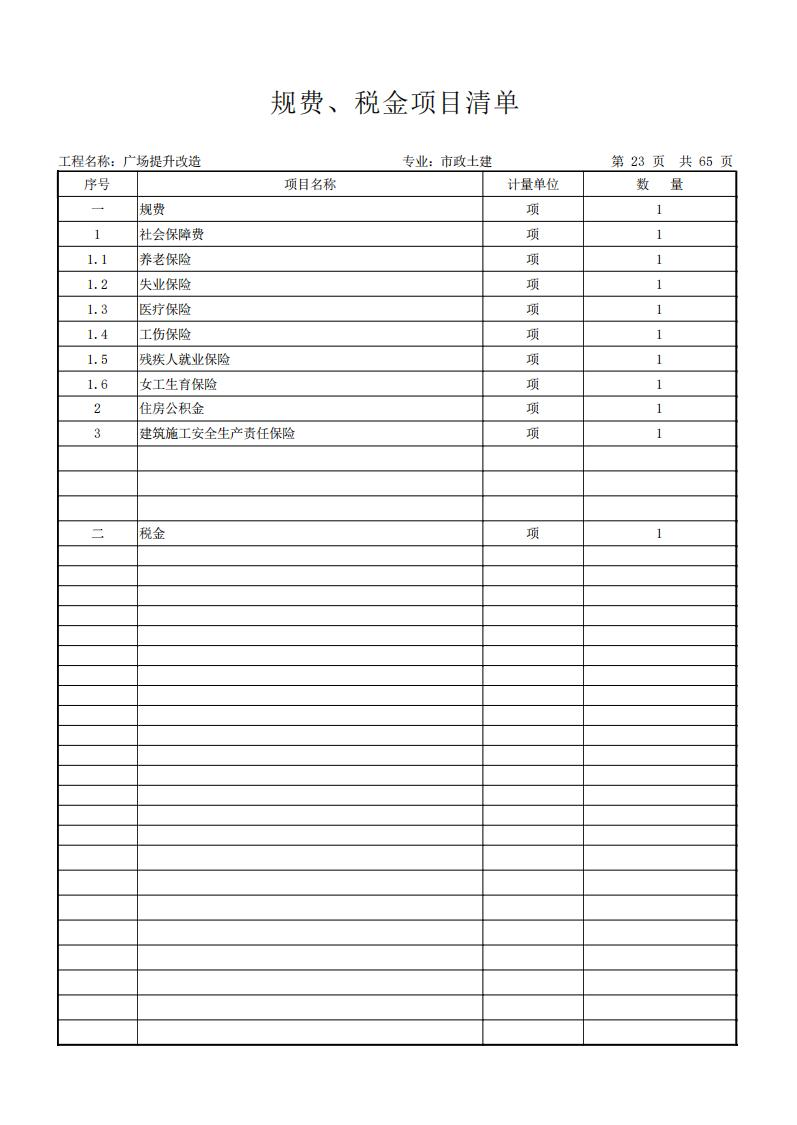 规费、税金项目清单
工程名称：广场提升改造 专业：市政土建 第 23 页 共 65 页
序号 项目名称 计量单位 数 量
一 规费 项 1
1 社会保障费 项 1
1.1 养老保险 项 1
1.2 失业保险 项 1
1.3 医疗保险 项 1
1.4 工伤保险 项 1
1.5 残疾人就业保险 项 1
1.6 女工生育保险 项 1
2 住房公积金 项 1
3 建筑施工安全生产责任保险 项 1
二 税金 项 1